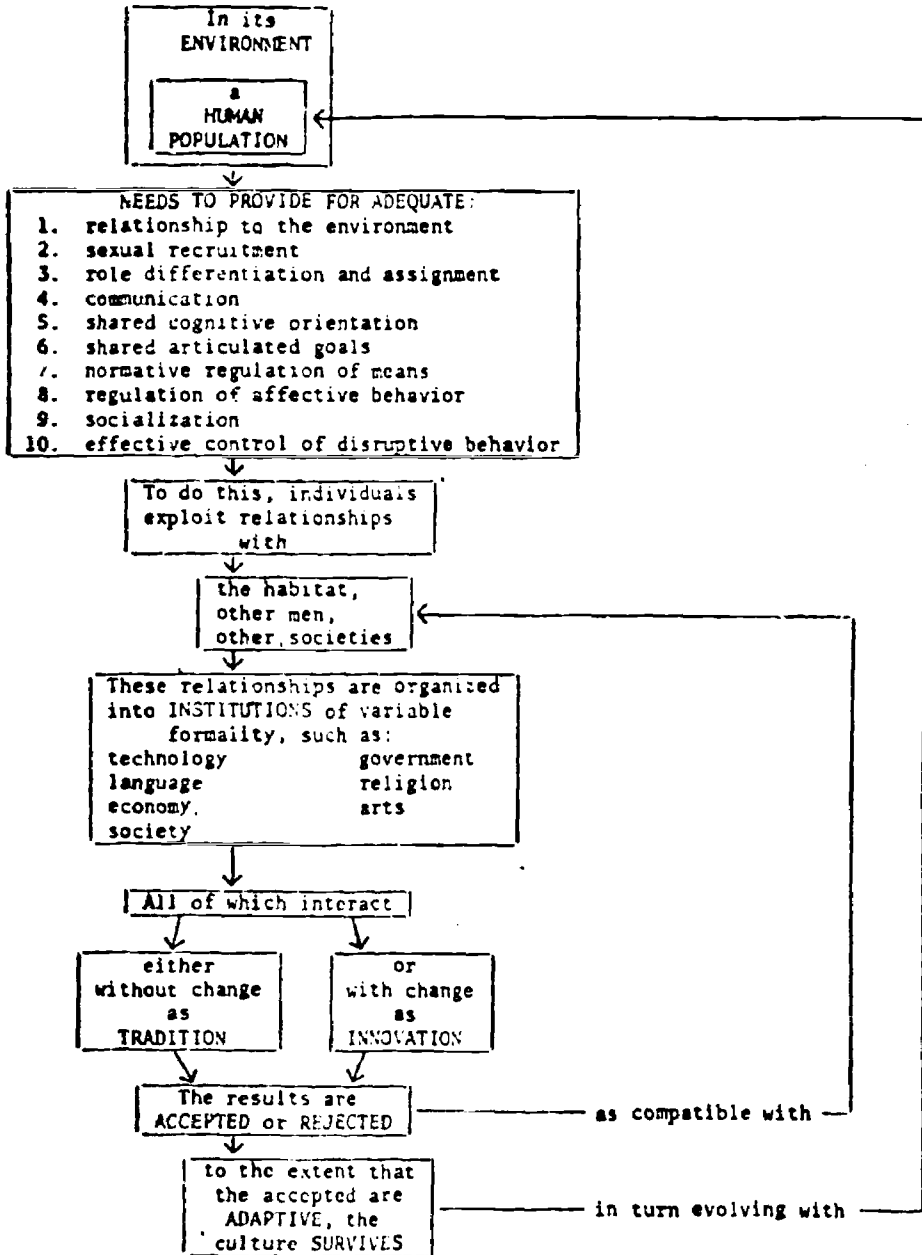 In its
ENVIRONMENT
a
HUMAN
POPULATION
NEEDS TO PROVIDE FOR ADEQUATE:
1. relationship to the environment
2. sexual recruitment
3. role differentiation and assignment
4. communication
5. shared cognitive orientation
6. shared articulated goals
7. normative regulation of means
8. regulation of affective behavior
9. socialization
10. effective control of disruptive behavior
To do this, individuals
exploit relationships
with
the habitat,
other men,
other societies
These relationships are organized
into INSTITUTIONS of variable
formality, such as:
technology government
language religion
economy, arts
society
All of which interact
either
without change
as
TRADITION
or
with change
as
INNOVATION
The results are
ACCEPTED or REJECTED
as compatible with
to the extent that
the accepted are
ADAPTIVE, the
culture SURVIVES
in turn evolving with